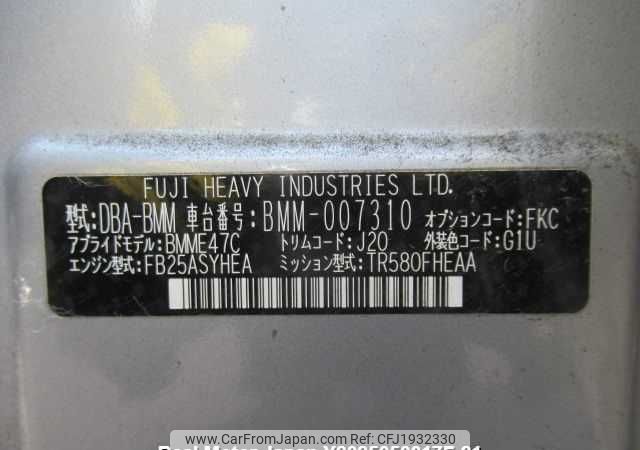 FUJI HEAVY INDUSTRIES LTD.
型式:DBA-BMM 車台番号:BMM-007310 オプションコード:FKC
アプライドモデル:BMME47C トリムコード:J20 外装色コード:G1U
エンジン型式:FB25ASYHEA ミッション型式:TR580FHEAA
www.CarFromJapan.com - CFJ1932330